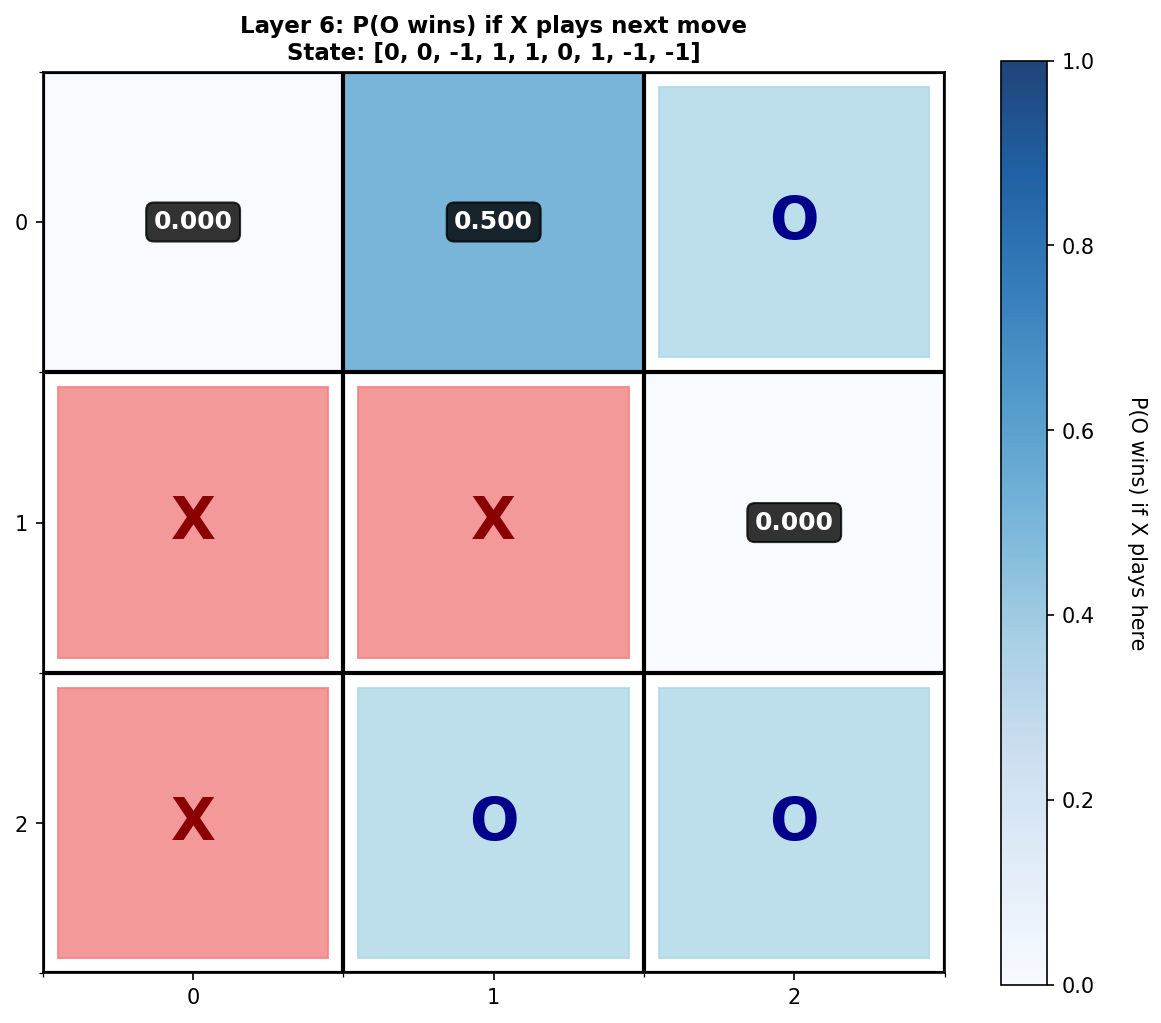 Layer 6: P(O wins) if X plays next move
State: [0, 0, -1, 1, 1, 0, 1, -1, -1]
0
0.000
0.500
O
1
X
X
0.000
2
X
O
O
0
1
2
1.0
0.8
0.6
0.4
0.2
0.0
P(O wins) if X plays here